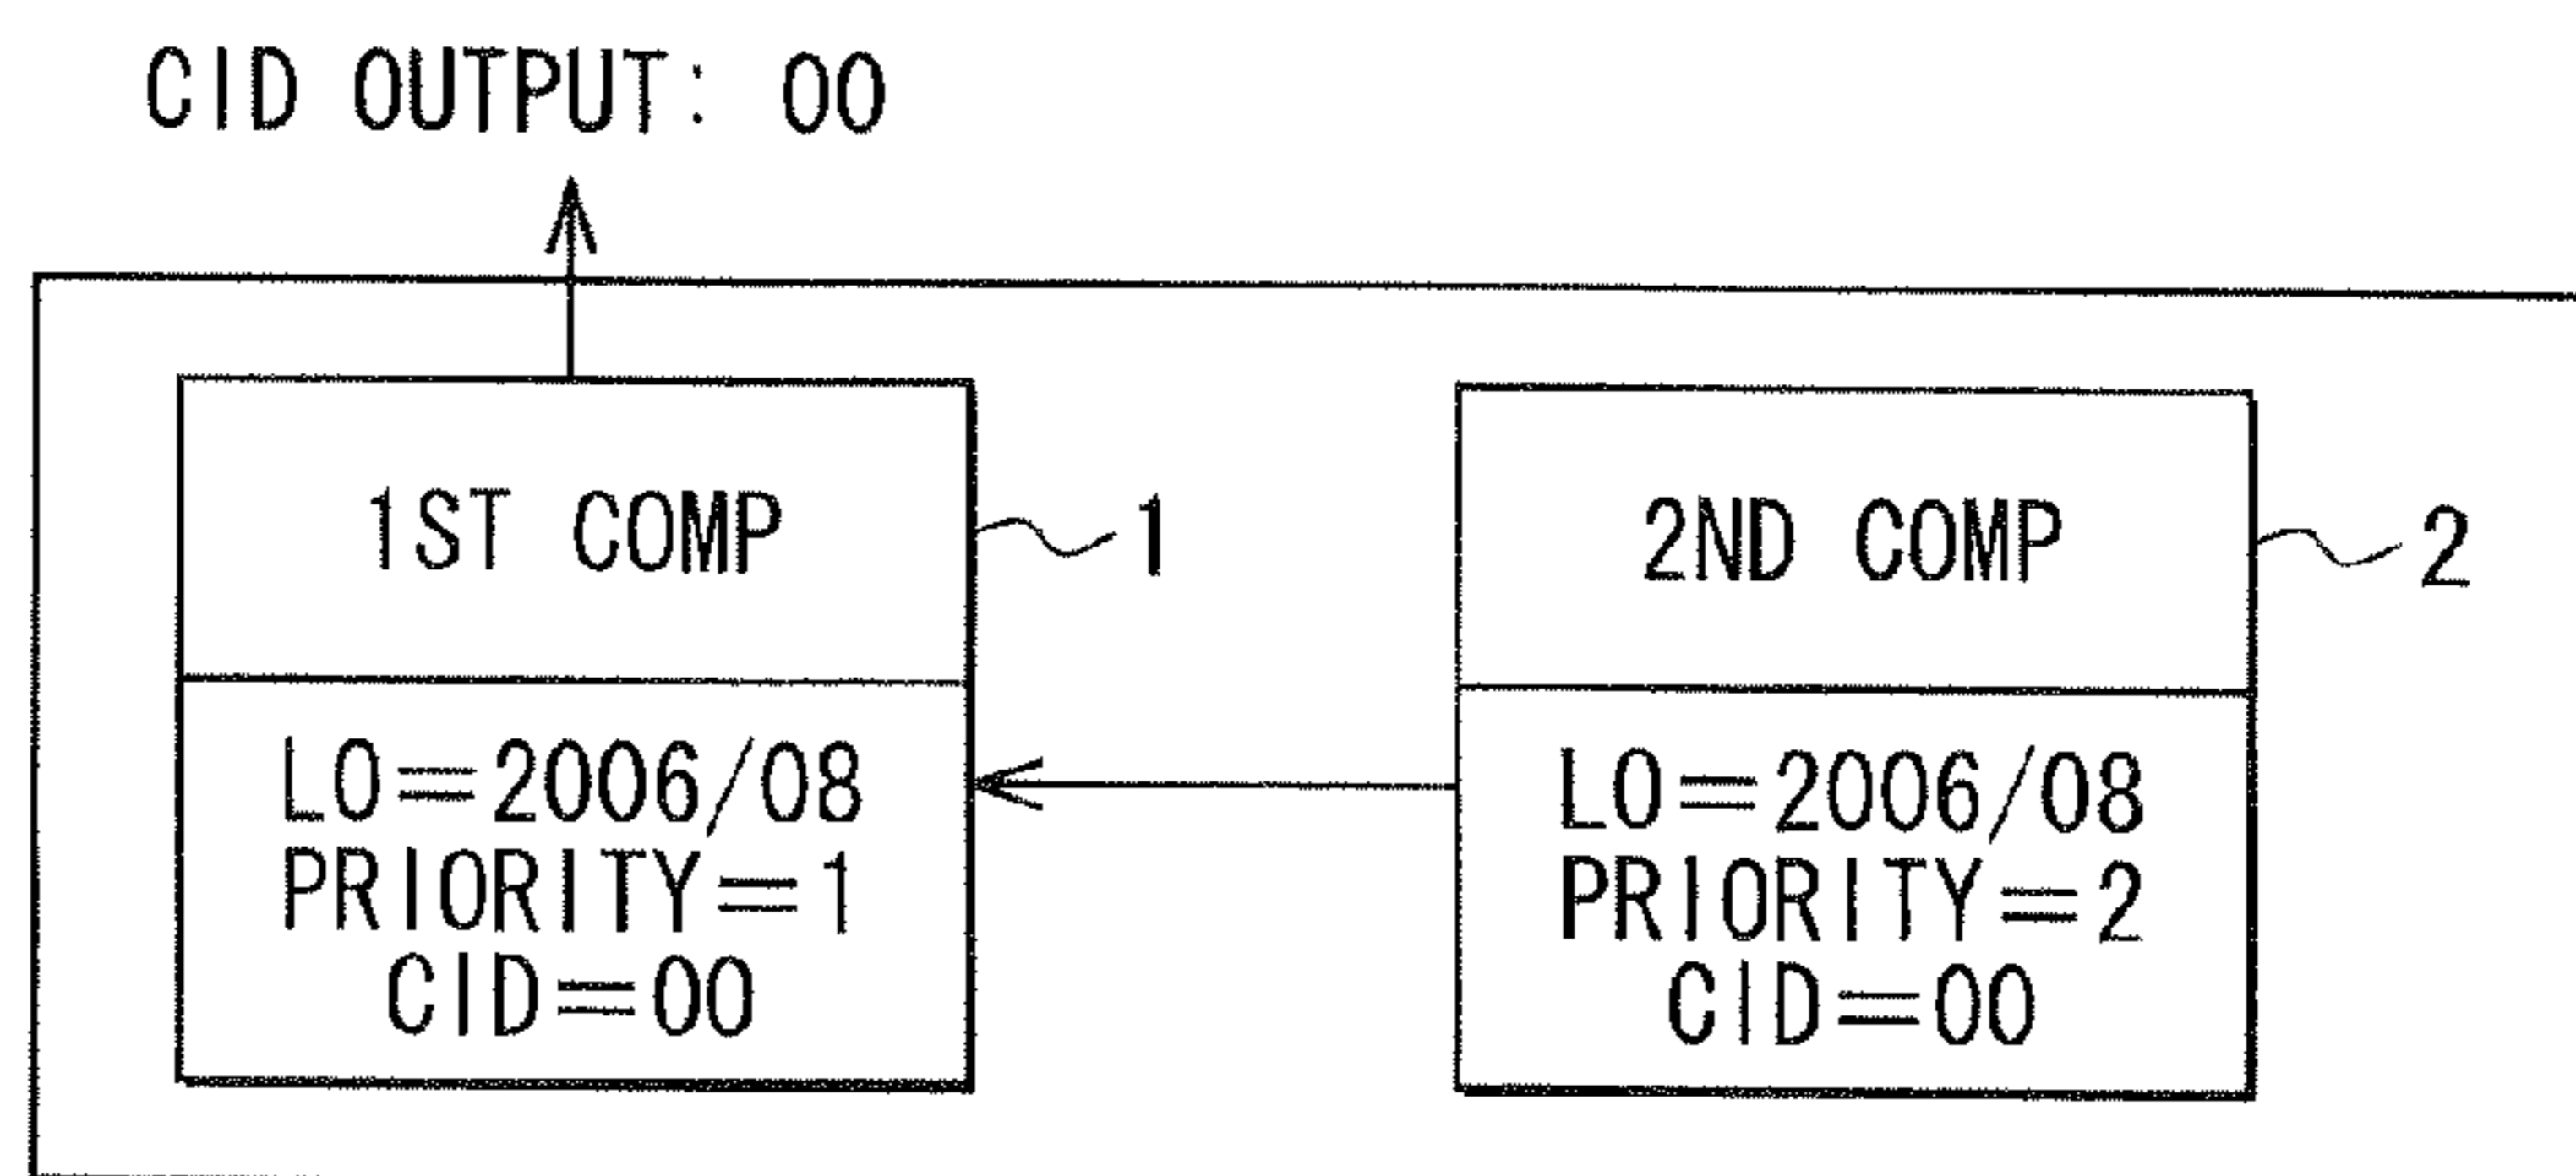 CID OUTPUT: 00
1ST COMP
1
2ND COMP
2
LO=2006/08
PRIORITY=1
CID=00
LO=2006/08
PRIORITY=2
CID=00